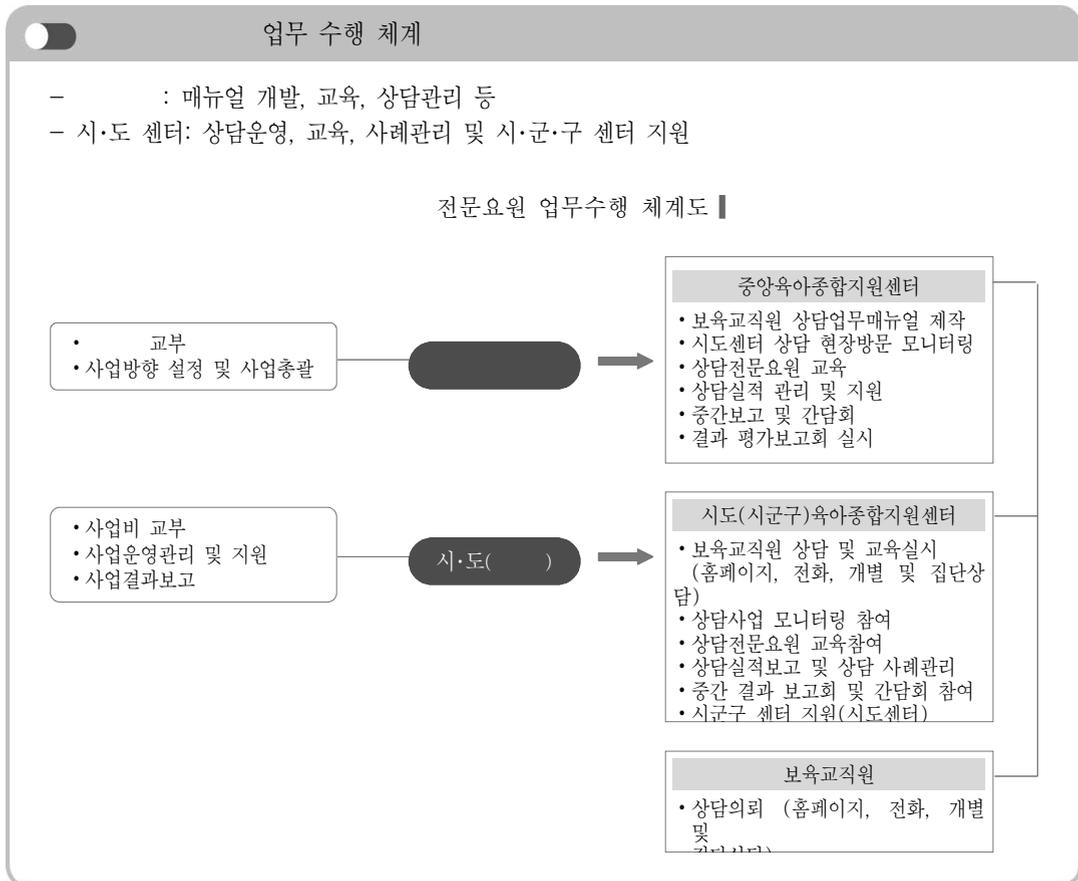 업무 수행 체계
- : 매뉴얼 개발, 교육, 상담관리 등
- 시·도 센터: 상담운영, 교육, 사례관리 및 시·군·구 센터 지원
전문요원 업무수행 체계도
• 교부
• 사업방향 설정 및 사업총괄
중앙육아종합지원센터
• 보육교직원 상담업무매뉴얼 제작
• 시도센터 상담 현장방문 모니터링
• 상담전문요원 교육
• 상담실적 관리 및 지원
• 중간보고 및 간담회
• 결과 평가보고회 실시
• 사업비 교부
• 사업운영관리 및 지원
• 사업결과보고
시·도( )
시도(시군구)육아종합지원센터
• 보육교직원 상담 및 교육실시
(홈페이지, 전화, 개별 및 집단상
담)
• 상담사업 모니터링 참여
• 상담전문요원 교육참여
• 상담실적보고 및 상담 사례관리
• 중간 결과 보고회 및 간담회 참여
• 시군구 센터 지원(시도센터)
보육교직원
• 상담의뢰 (홈페이지, 전화, 개별
및